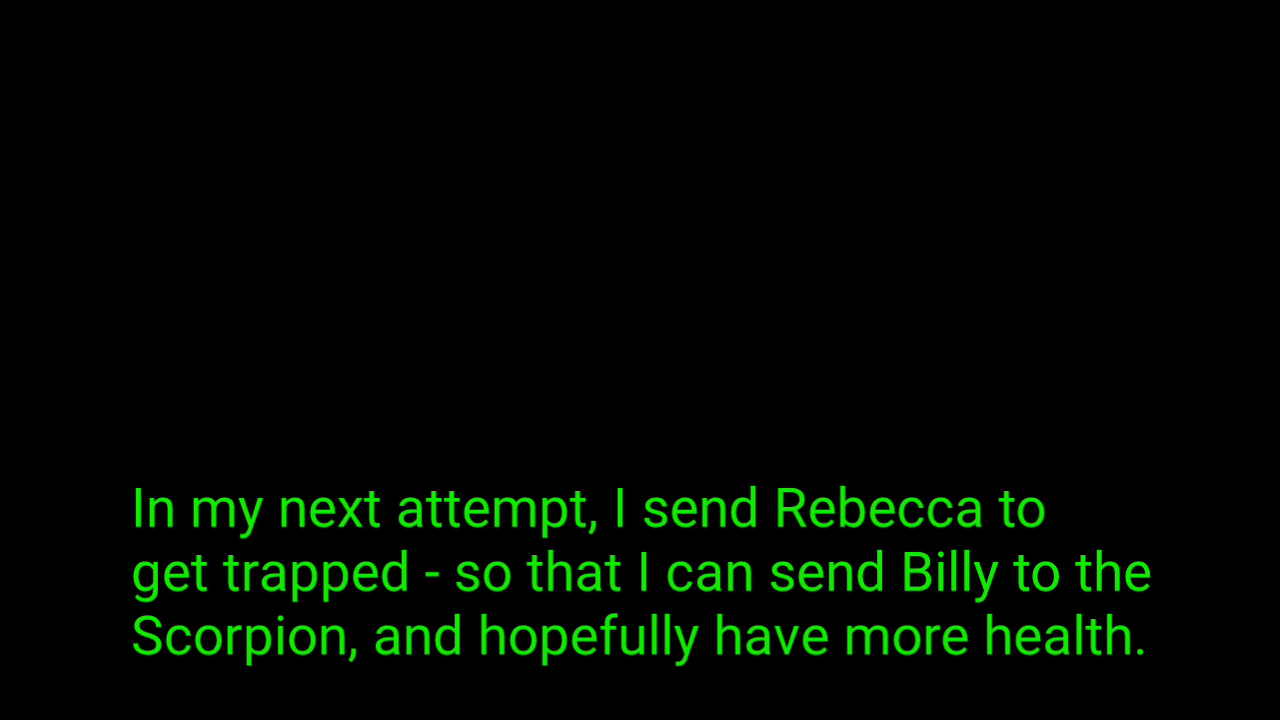 In my next attempt, I send Rebecca to
get trapped - so that I can send Billy to the
Scorpion, and hopefully have more health.